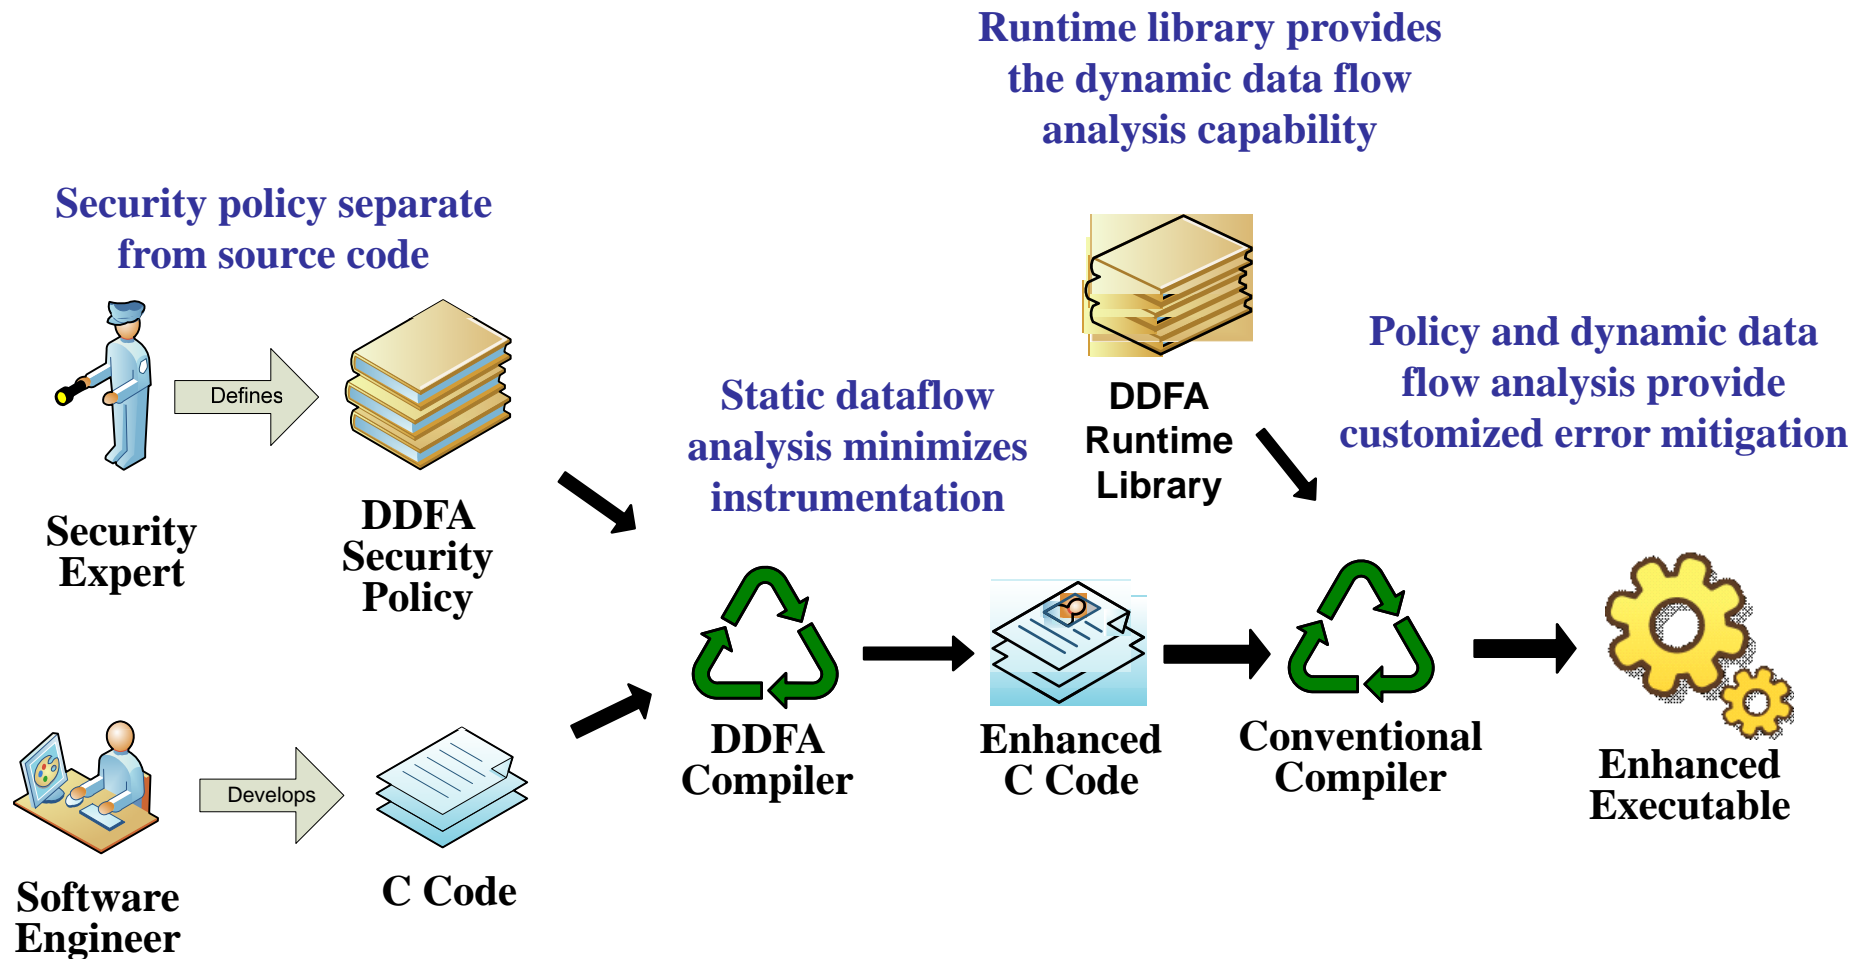 Runtime library provides
the dynamic data flow
analysis capability
Security policy separate
from source code
Defines
Security
Expert
DDFA
Security
Policy
Static dataflow
analysis minimizes
instrumentation
DDFA
Runtime
Library
Policy and dynamic data
flow analysis provide
customized error mitigation
Develops
Software
Engineer
C Code
DDFA
Compiler
Enhanced
C Code
Conventional
Compiler
Enhanced
Executable